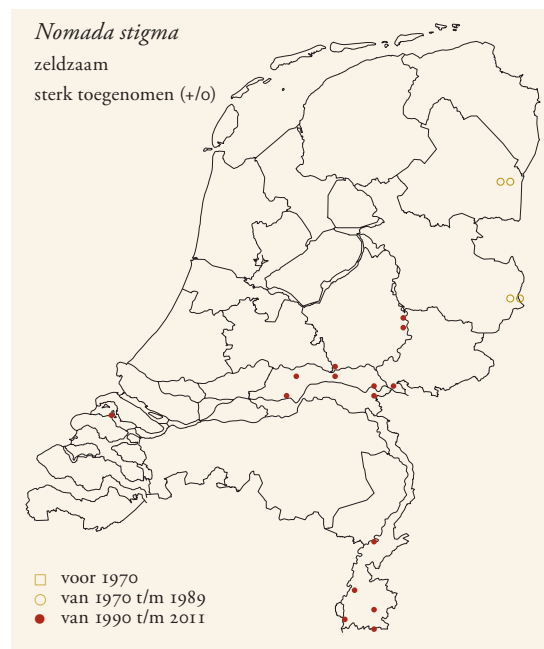 Nomada stigma
zeldzaam
sterk toegenomen (+/0)
voor 1970
van 1970 t/m 1989
van 1990 t/m 2011